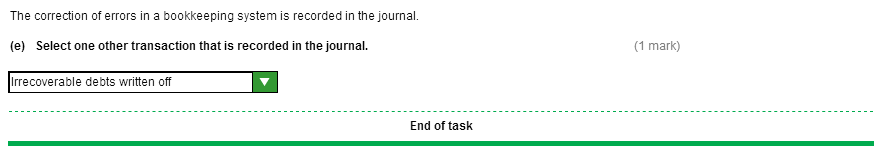 The correction of errors in a bookkeeping system is recorded in the journal.
(e) Select one other transaction that is recorded in the journal. (1 mark)
Irrecoverable debts written off
End of task